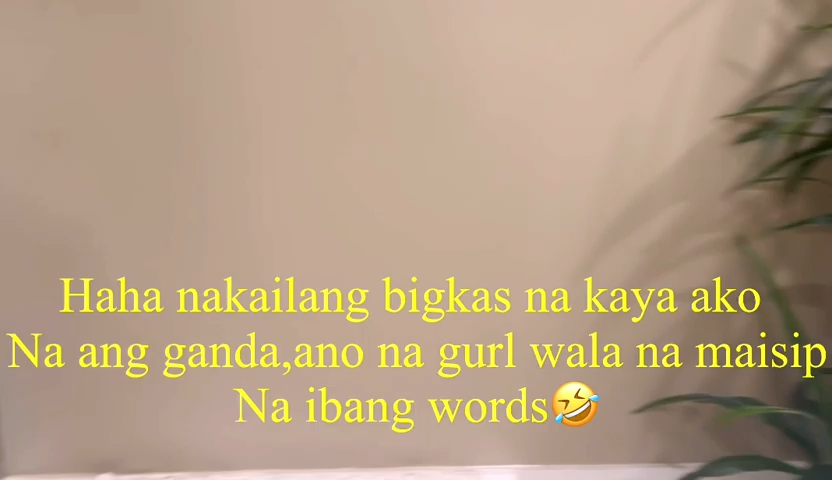 Haha nakailang bigkas na kaya ako
Na ang ganda,ano na gurl wala na maisip
Na ibang words🤣